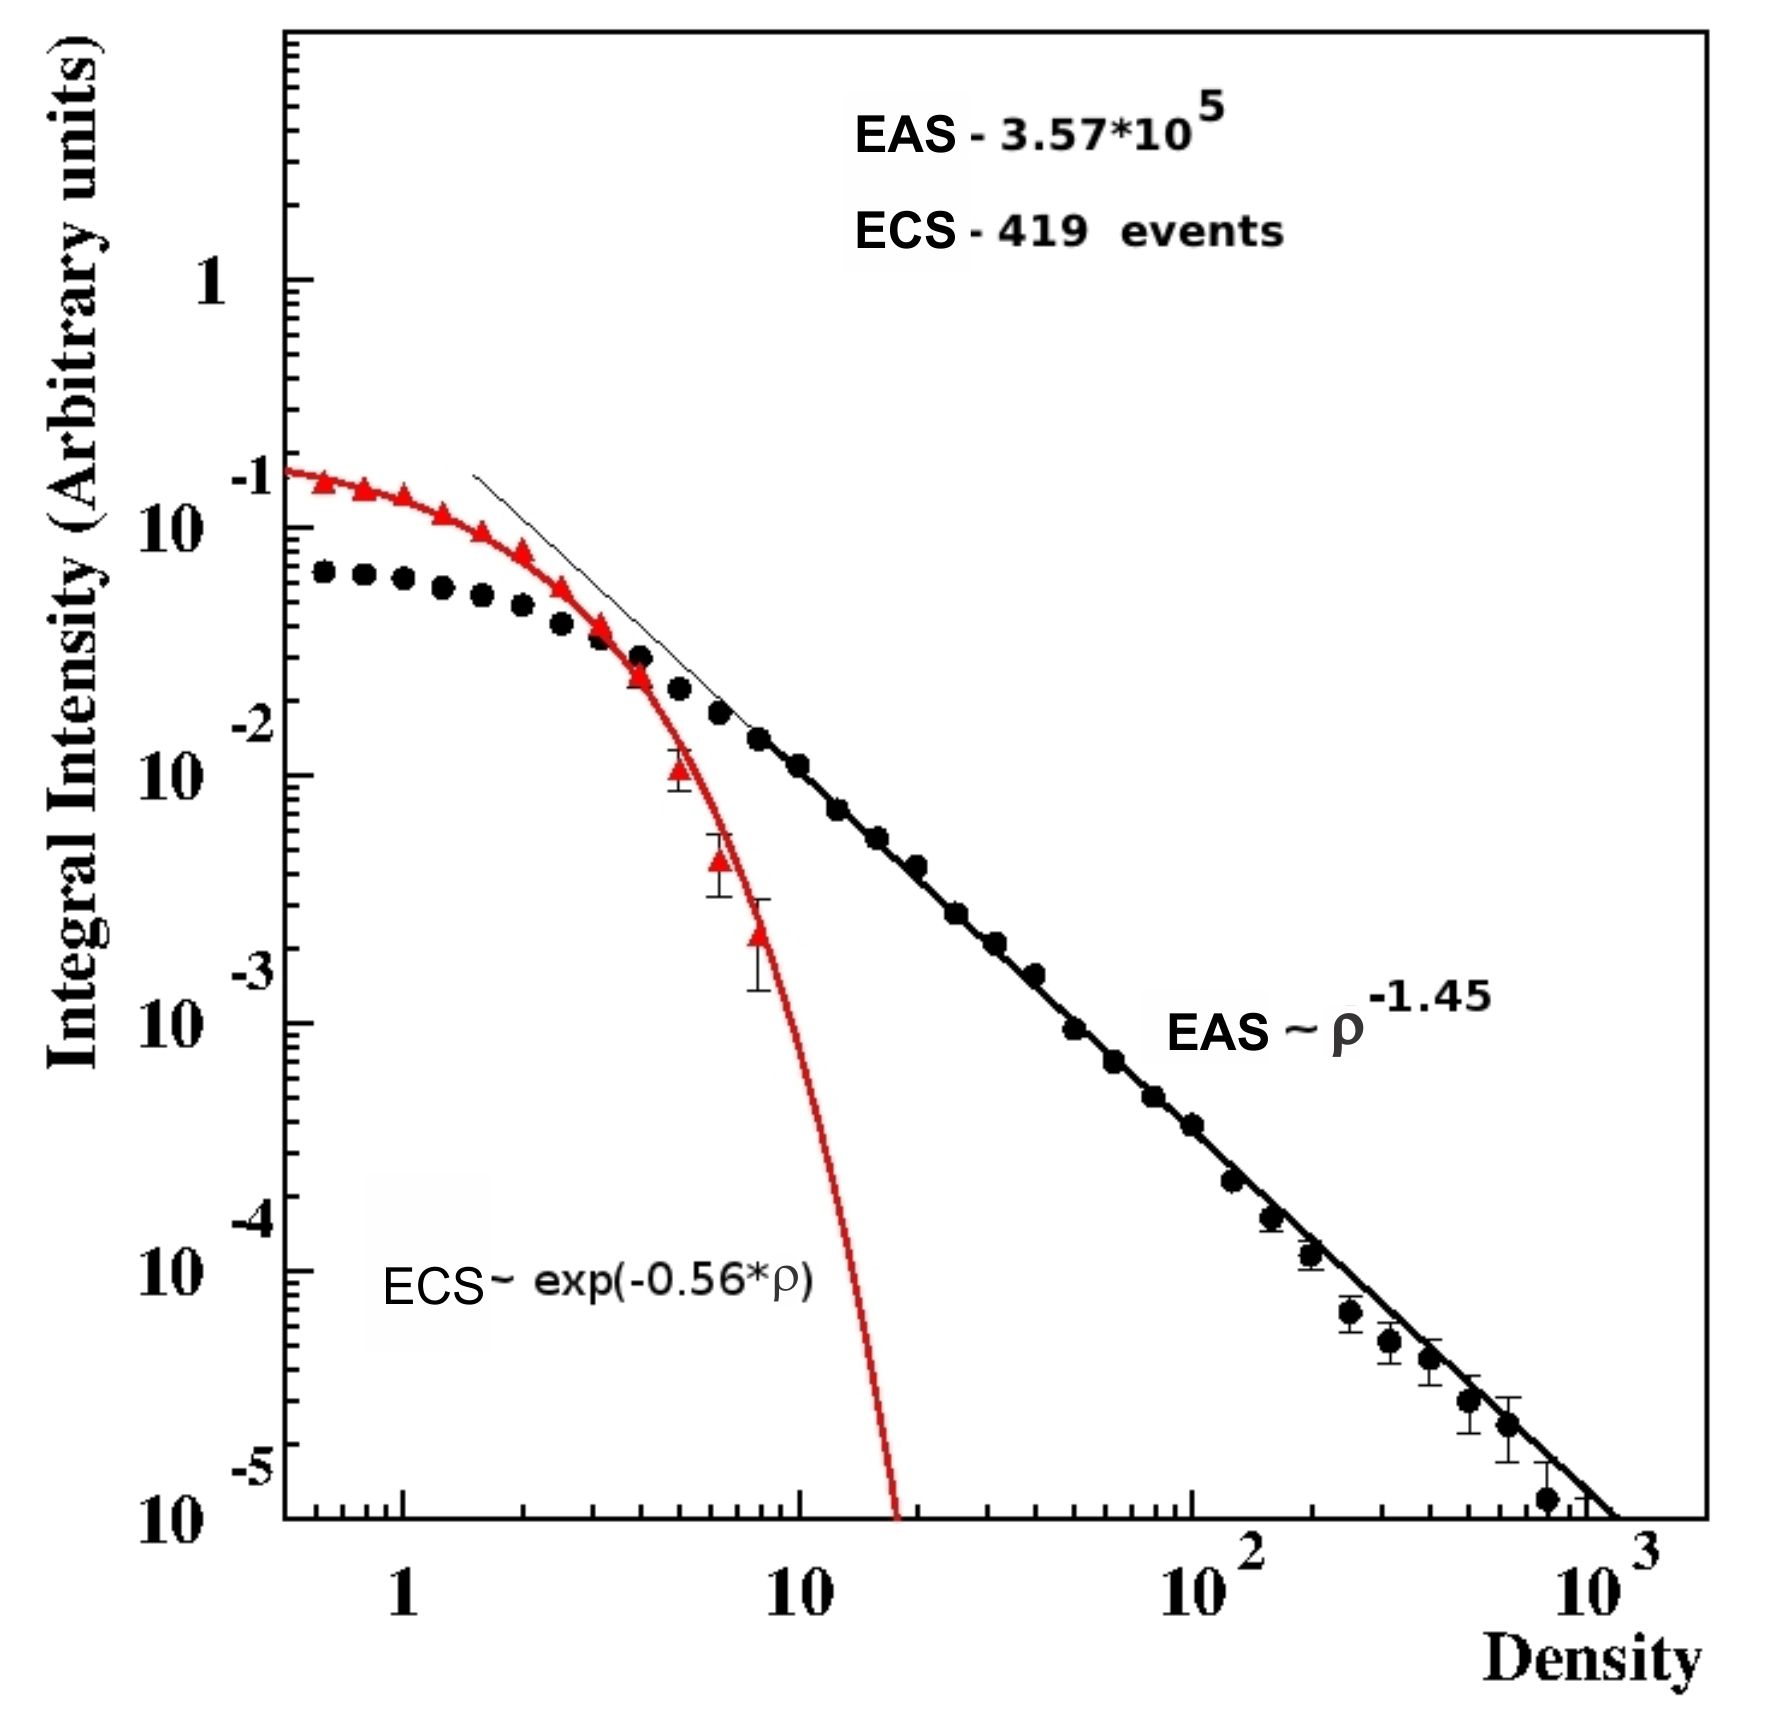 Integral Intensity (Arbitrary units)
EAS - 3.57*10^5
ECS - 419 events
1
10^-1
10^-2
10^-3
10^-4
10^-5
EAS ~ ρ^-1.45
ECS ~ exp(-0.56*ρ)
1 10 10^2 10^3
Density